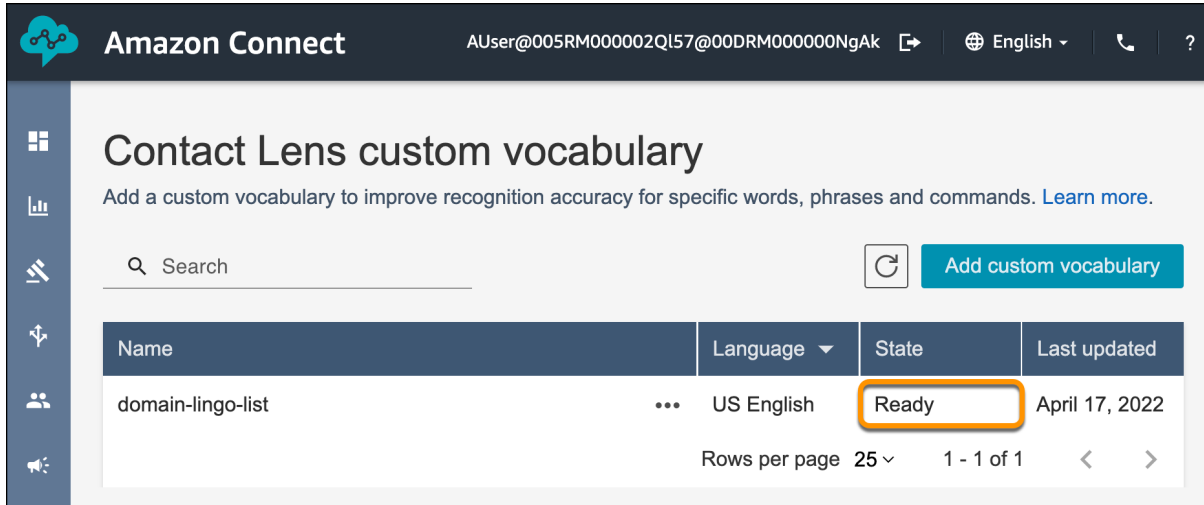 Amazon Connect AUser@005RM000002Ql57@00DRM000000NgAk English ?
Contact Lens custom vocabulary
Add a custom vocabulary to improve recognition accuracy for specific words, phrases and commands. Learn more.
Search Add custom vocabulary
Name Language State Last updated
domain-lingo-list ••• US English Ready April 17, 2022
Rows per page 25 1 - 1 of 1 < >